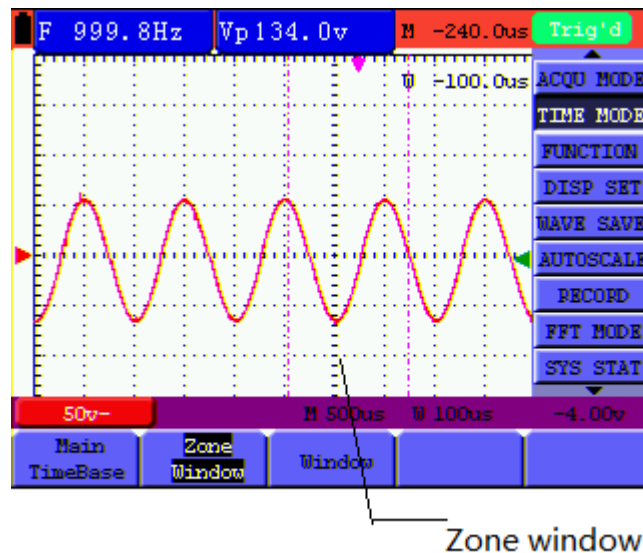 F 999.8Hz
Vp134.0v
M -240.0us
Trig'd
W -100.0us
ACQU MODE
TIME MODE
FUNCTION
DISP SET
WAVE SAVE
AUTOSCALE
RECORD
FFT MODE
SYS STAT
50v~
M 500us
W 100us
-4.00v
Main
TimeBase
Zone
Window
Window
Zone window